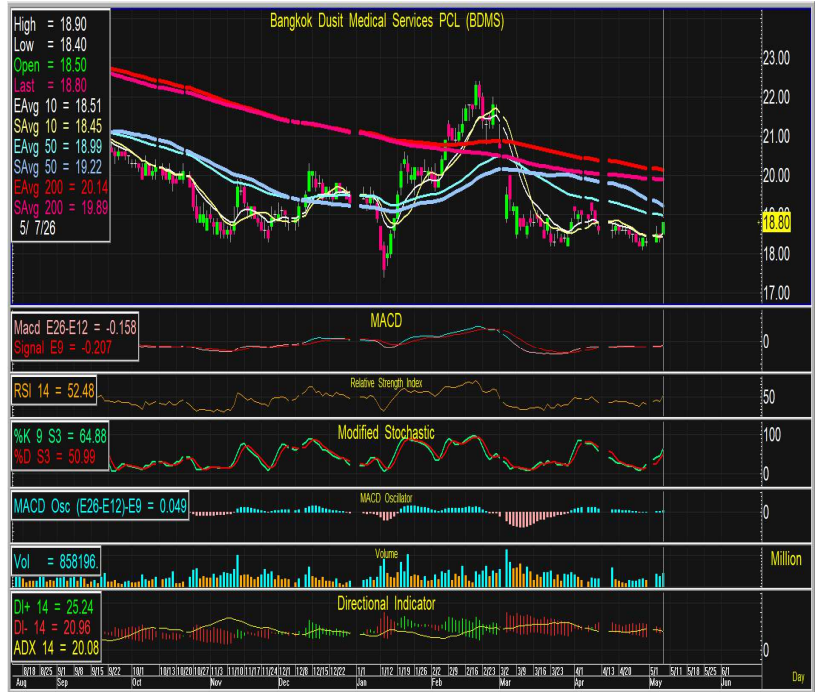 Bangkok Dusit Medical Services PCL (BDMS)
High = 18.90
Low = 18.40
Open = 18.50
Last = 18.80
EAvg 10 = 18.51
SAvg 10 = 18.45
EAvg 50 = 18.99
SAvg 50 = 19.22
EAvg 200 = 20.14
SAvg 200 = 19.89
5/ 7/26
23.00
22.00
21.00
20.00
18.80
18.00
17.00
MACD
Macd E26-E12 = -0.158
Signal E9 = -0.207
0
Relative Strength Index
RSI 14 = 52.48
50
Modified Stochastic
%K 9 S3 = 64.88
%D S3 = 50.99
100
0
MACD Oscillator
MACD Osc (E26-E12)-E9 = 0.049
0
Volume
Vol = 858196.
Million
Directional Indicator
DI+ 14 = 25.24
DI- 14 = 20.96
ADX 14 = 20.08
0
8/18 8/25 9/1 9/8 9/15 9/22 10/1 10/13 10/20 10/27 11/3 11/10 11/17 11/24 12/1 12/8 12/15 12/22 1/1 1/12 1/19 1/26 2/2 2/9 2/16 2/23 3/2 3/9 3/16 3/23 4/1 4/13 4/20 5/1 5/11 5/18 5/25 6/1
Aug Sep Oct Nov Dec Jan Feb Mar Apr May Jun
Day